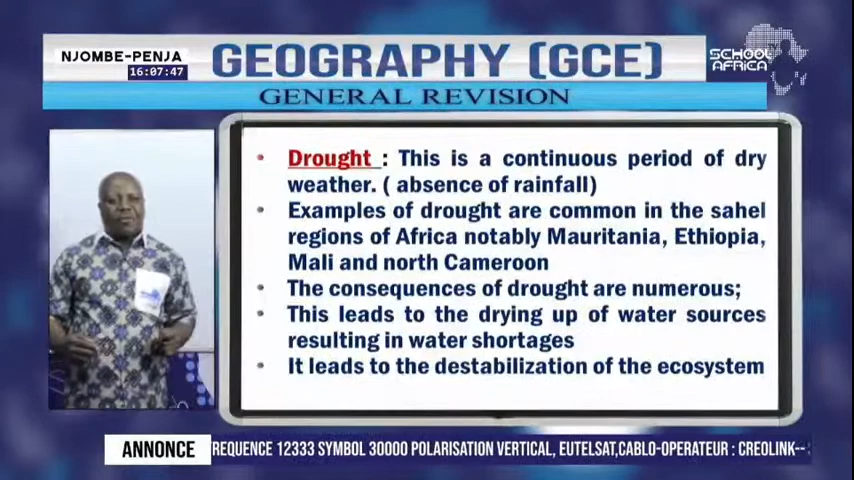 NJOMBE-PENJA
16:07:47
GEOGRAPHY (GCE)
SCHOOL
AFRICA
GENERAL REVISION
• Drought : This is a continuous period of dry
weather. ( absence of rainfall)
• Examples of drought are common in the sahel
regions of Africa notably Mauritania, Ethiopia,
Mali and north Cameroon
• The consequences of drought are numerous;
• This leads to the drying up of water sources
resulting in water shortages
• It leads to the destabilization of the ecosystem
ANNONCE
REQUENCE 12333 SYMBOL 30000 POLARISATION VERTICAL, EUTELSAT,CABLO-OPERATEUR : CREOLINK--